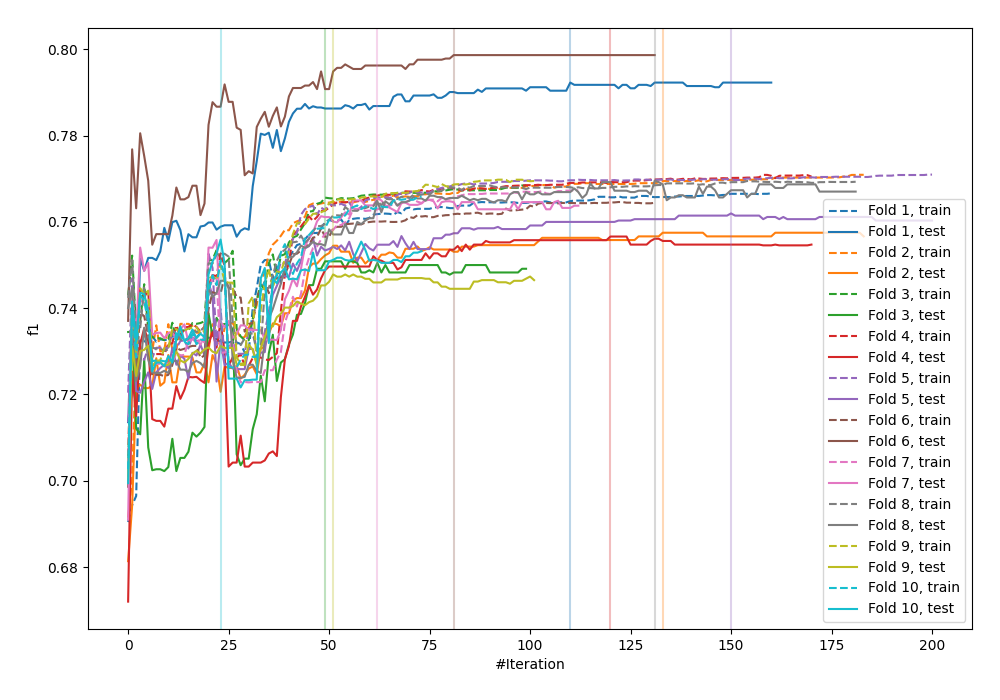 0.80
0.78
0.76
0.74
0.72
0.70
0.68
f1
0
25
50
75
100
125
150
175
200
#Iteration
Fold 1, train
Fold 1, test
Fold 2, train
Fold 2, test
Fold 3, train
Fold 3, test
Fold 4, train
Fold 4, test
Fold 5, train
Fold 5, test
Fold 6, train
Fold 6, test
Fold 7, train
Fold 7, test
Fold 8, train
Fold 8, test
Fold 9, train
Fold 9, test
Fold 10, train
Fold 10, test